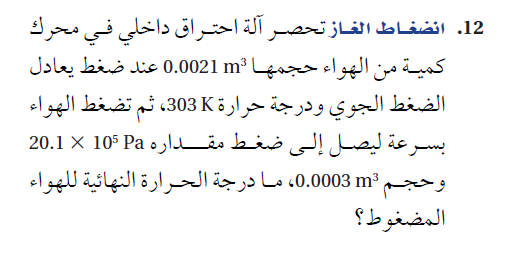 12. انضغاط الغاز تحصر آلة احتراق داخلي في محرك
كمية من الهواء حجمها 0.0021 m³ عند ضغط يعادل
الضغط الجوي ودرجة حرارة 303 K، ثم تضغط الهواء
بسرعة ليصل إلى ضغط مقداره 20.1 × 10⁵ Pa
وحجم 0.0003 m³، ما درجة الحرارة النهائية للهواء
المضغوط؟